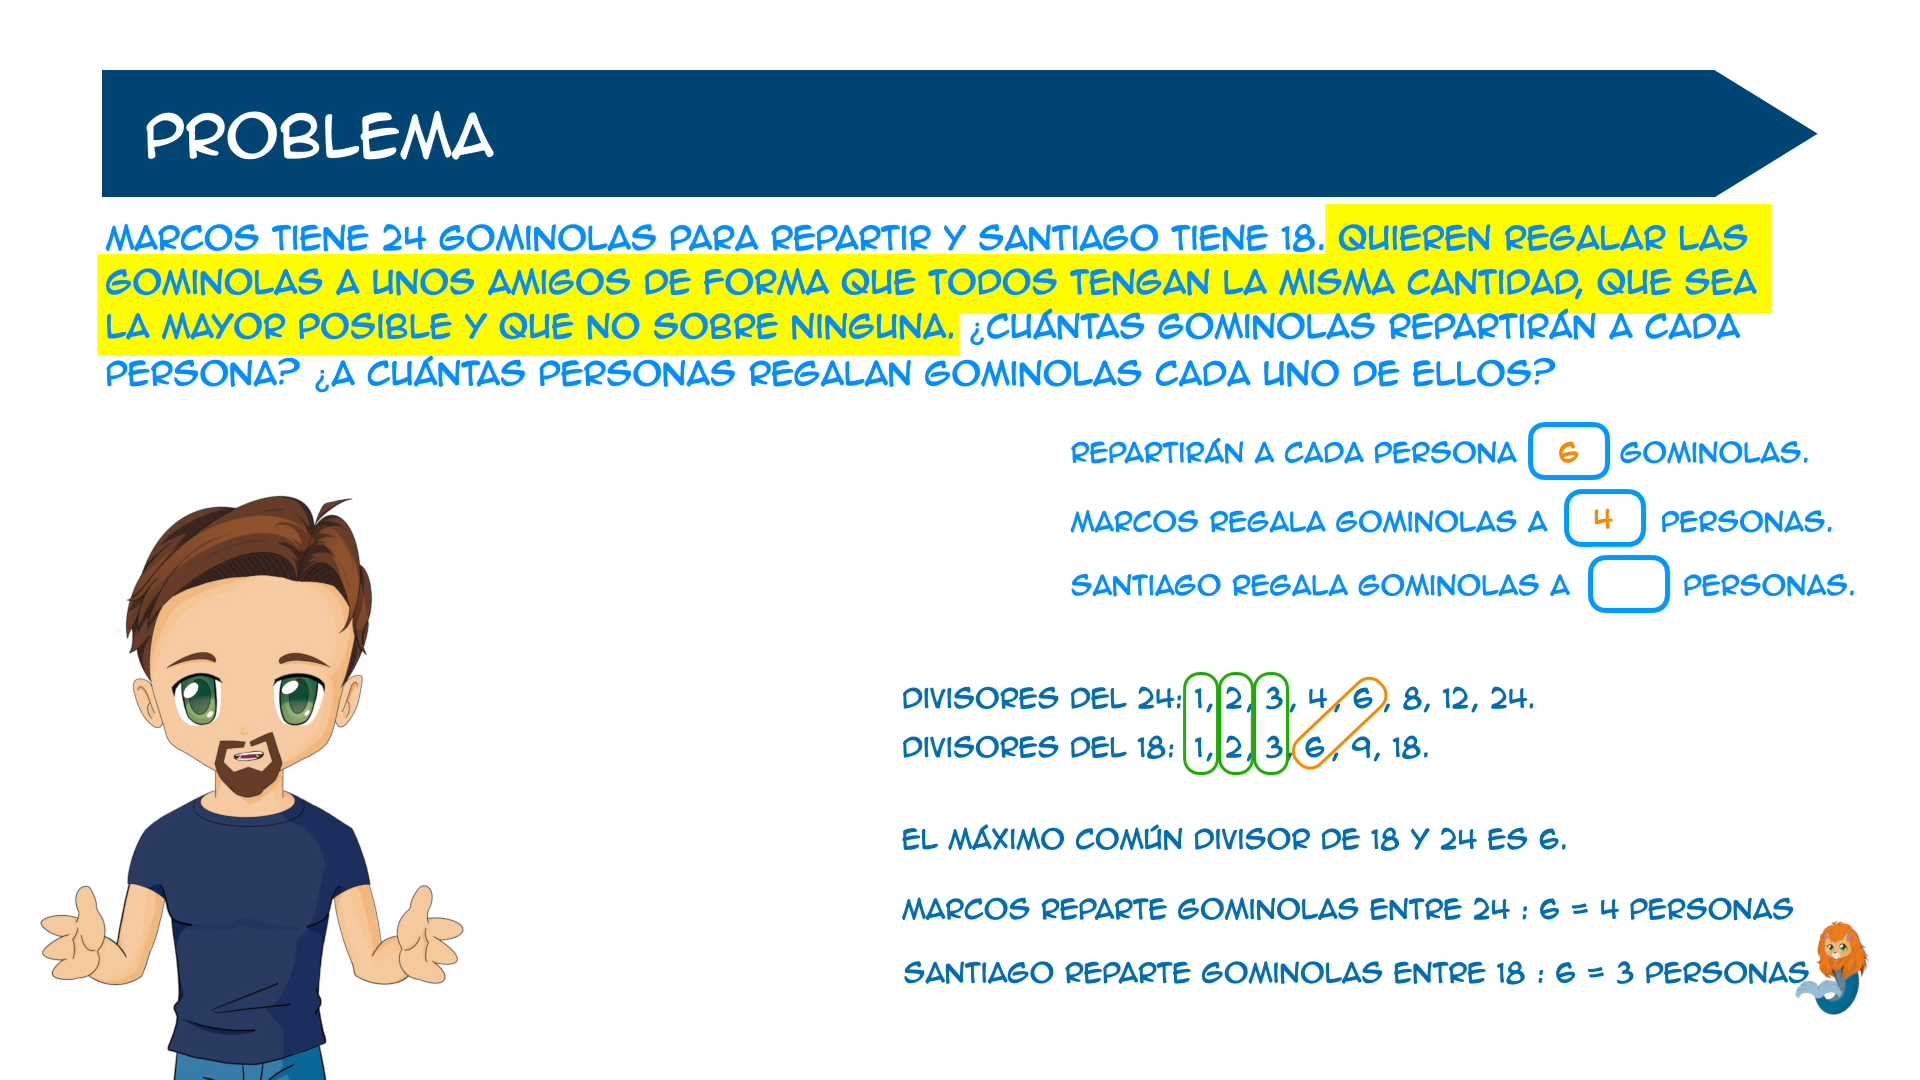 PROBLEMA
MARCOS TIENE 24 GOMINOLAS PARA REPARTIR Y SANTIAGO TIENE 18. QUIEREN REGALAR LAS
GOMINOLAS A UNOS AMIGOS DE FORMA QUE TODOS TENGAN LA MISMA CANTIDAD, QUE SEA
LA MAYOR POSIBLE Y QUE NO SOBRE NINGUNA. ¿CUÁNTAS GOMINOLAS REPARTIRÁN A CADA
PERSONA? ¿A CUÁNTAS PERSONAS REGALAN GOMINOLAS CADA UNO DE ELLOS?
REPARTIRÁN A CADA PERSONA 6 GOMINOLAS.
MARCOS REGALA GOMINOLAS A 4 PERSONAS.
SANTIAGO REGALA GOMINOLAS A PERSONAS.
DIVISORES DEL 24: 1, 2, 3, 4, 6, 8, 12, 24.
DIVISORES DEL 18: 1, 2, 3, 6, 9, 18.
EL MÁXIMO COMÚN DIVISOR DE 18 Y 24 ES 6.
MARCOS REPARTE GOMINOLAS ENTRE 24 : 6 = 4 PERSONAS
SANTIAGO REPARTE GOMINOLAS ENTRE 18 : 6 = 3 PERSONAS